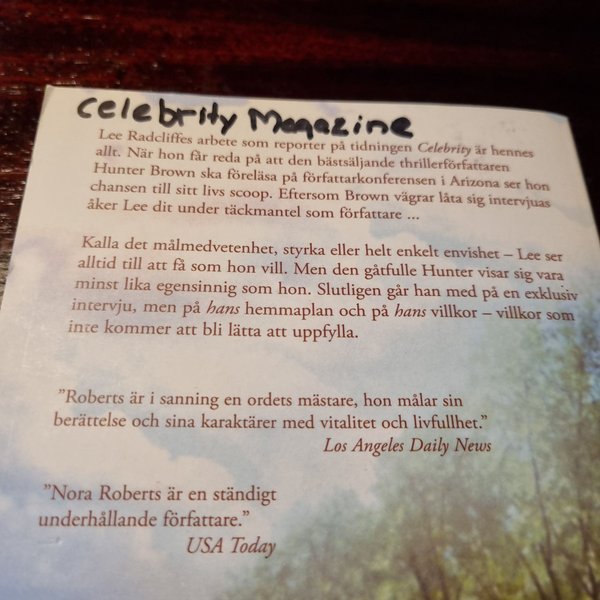 Celebrity Magazine
Lee Radcliffes arbete som reporter på tidningen Celebrity är hennes
allt. När hon får reda på att den bästsäljande thrillerförfattaren
Hunter Brown ska föreläsa på författarkonferensen i Arizona ser hon
chansen till sitt livs scoop. Eftersom Brown vägrar låta sig intervjuas
åker Lee dit under täckmantel som författare ...
Kalla det målmedvetenhet, styrka eller helt enkelt envishet – Lee ser
alltid till att få som hon vill. Men den gåtfulle Hunter visar sig vara
minst lika egensinnig som hon. Slutligen går han med på en exklusiv
intervju, men på hans hemmaplan och på hans villkor – villkor som
inte kommer att bli lätta att uppfylla.
”Roberts är i sanning en ordets mästare, hon målar sin
berättelse och sina karaktärer med vitalitet och livfullhet.”
Los Angeles Daily News
”Nora Roberts är en ständigt
underhållande författare.”
USA Today